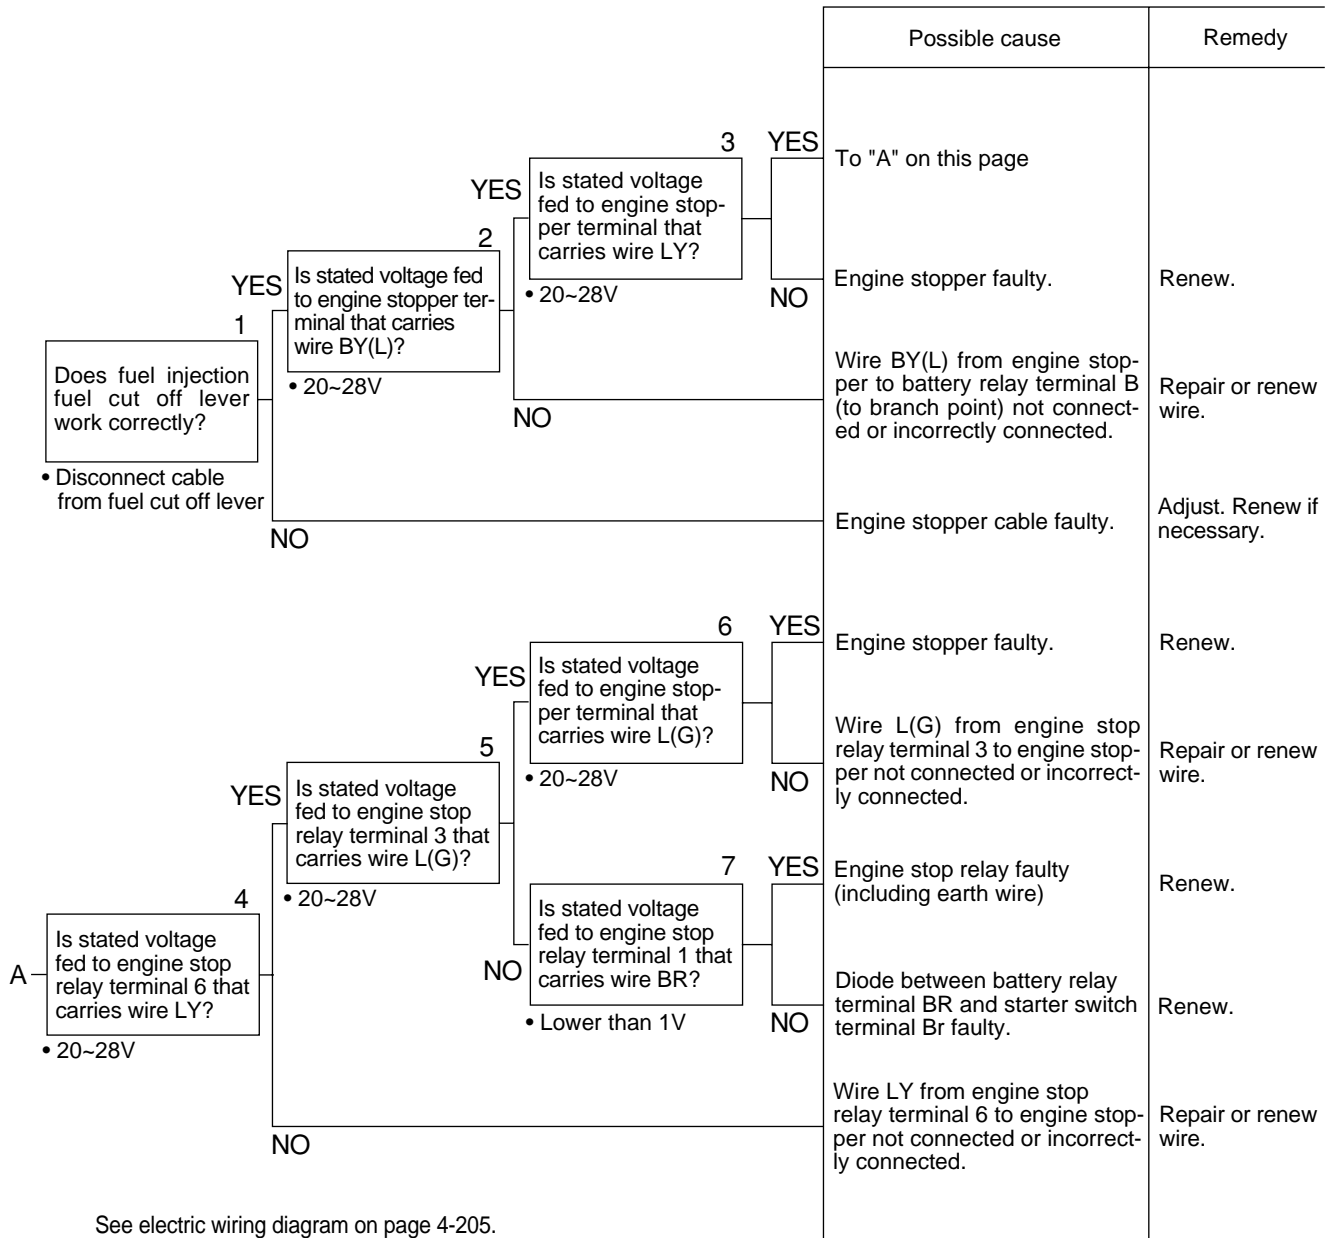 Possible cause
Remedy
3
YES
To "A" on this page
YES
Is stated voltage
fed to engine stop-
per terminal that
carries wire LY?
• 20~28V
NO
Engine stopper faulty.
Renew.
2
YES
Is stated voltage fed
to engine stopper ter-
minal that carries
wire BY(L)?
• 20~28V
NO
Wire BY(L) from engine stop-
per to battery relay terminal B
(to branch point) not connect-
ed or incorrectly connected.
Repair or renew
wire.
1
Does fuel injection
fuel cut off lever
work correctly?
• Disconnect cable
from fuel cut off lever
NO
Engine stopper cable faulty.
Adjust. Renew if
necessary.
6
YES
Engine stopper faulty.
Renew.
YES
Is stated voltage
fed to engine stop-
per terminal that
carries wire L(G)?
• 20~28V
NO
Wire L(G) from engine stop
relay terminal 3 to engine stop-
per not connected or incorrect-
ly connected.
Repair or renew
wire.
5
YES
Is stated voltage
fed to engine stop
relay terminal 3 that
carries wire L(G)?
• 20~28V
7
YES
Engine stop relay faulty
(including earth wire)
Renew.
NO
Is stated voltage
fed to engine stop
relay terminal 1 that
carries wire BR?
• Lower than 1V
NO
Diode between battery relay
terminal BR and starter switch
terminal Br faulty.
Renew.
4
A
Is stated voltage
fed to engine stop
relay terminal 6 that
carries wire LY?
• 20~28V
NO
Wire LY from engine stop
relay terminal 6 to engine stop-
per not connected or incorrect-
ly connected.
Repair or renew
wire.
See electric wiring diagram on page 4-205.